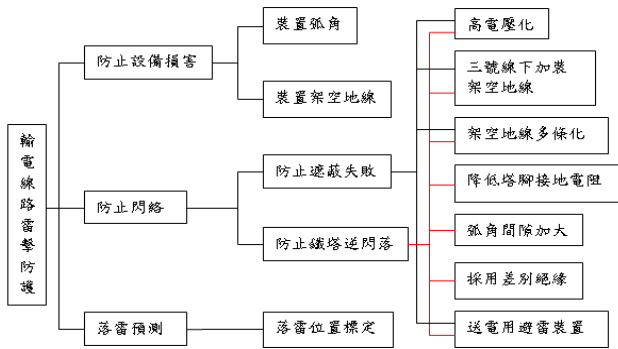 輸電線路雷擊防護
防止設備損害
防止閃絡
落雷預測
裝置弧角
裝置架空地線
防止遮蔽失敗
防止鐵塔逆閃落
落雷位置標定
高電壓化
三號線下加裝
架空地線
架空地線多條化
降低塔腳接地電阻
弧角間隙加大
採用差別絕緣
送電用避雷裝置